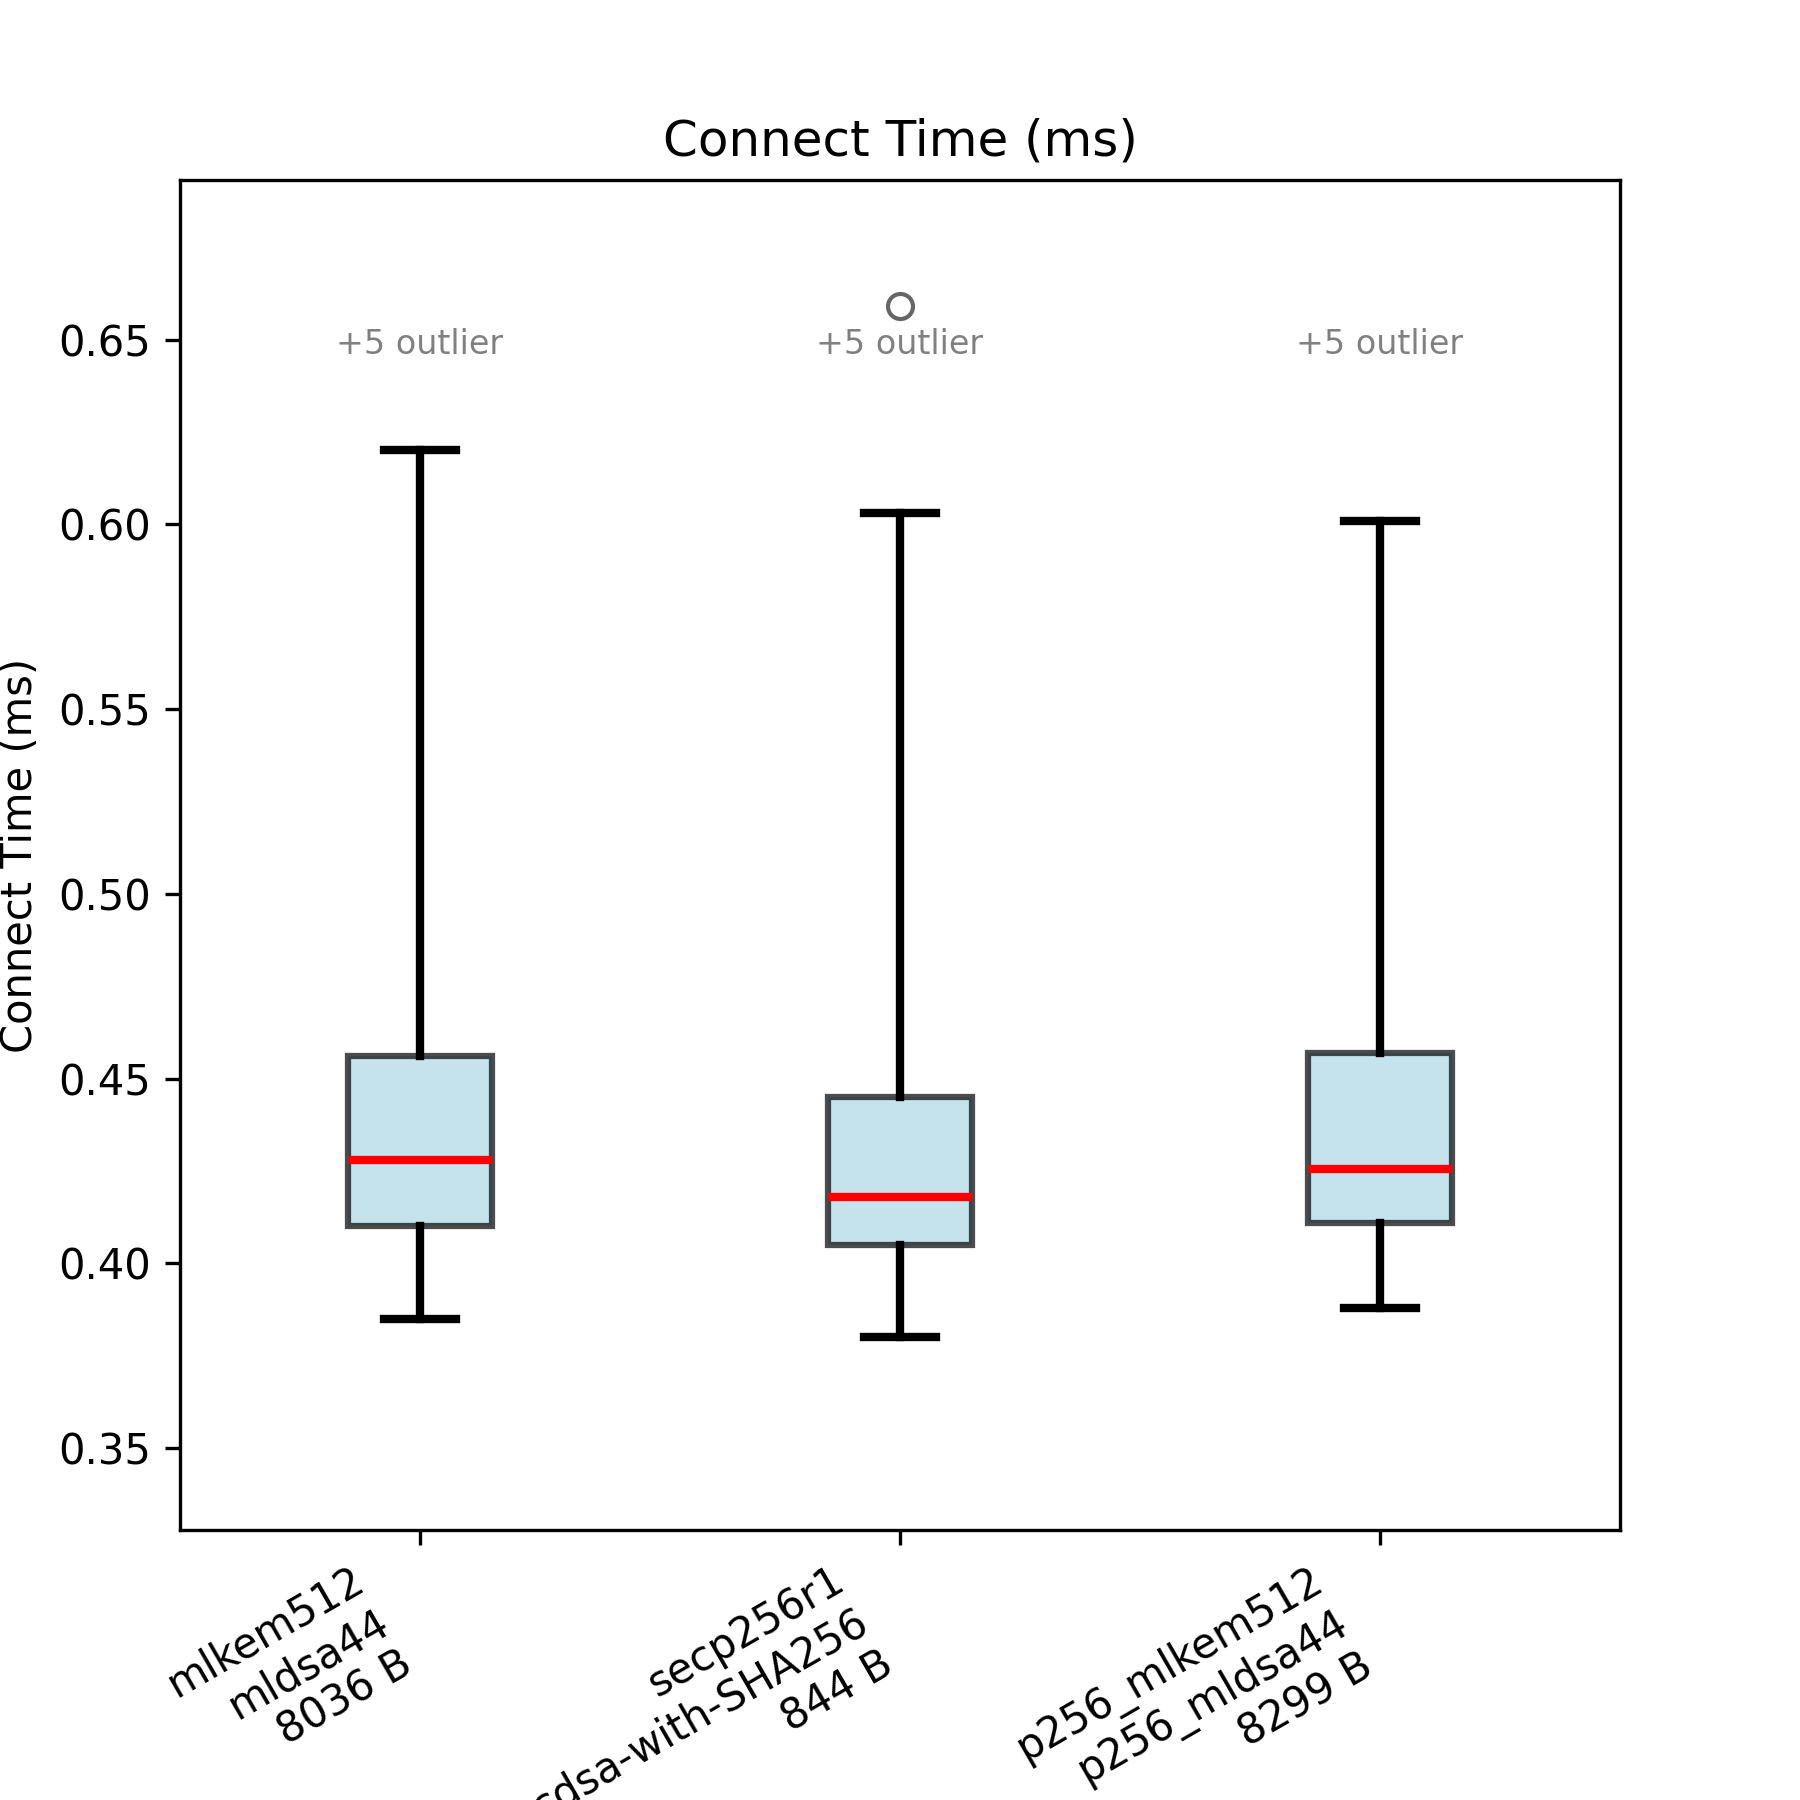 Connect Time (ms)
Connect Time (ms)
0.65
0.60
0.55
0.50
0.45
0.40
0.35
+5 outlier
+5 outlier
+5 outlier
mlkem512
mldsa44
8036 B
secp256r1
cdsa-with-SHA256
844 B
p256_mlkem512
p256_mldsa44
8299 B